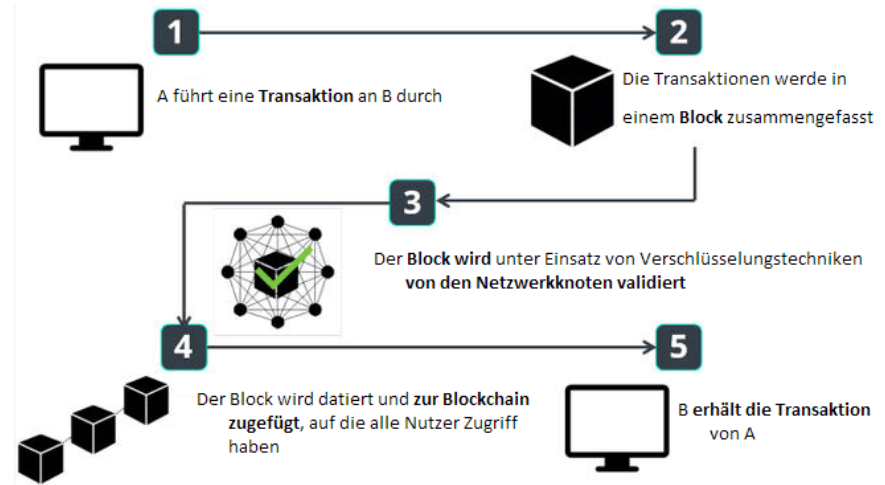 1
2
A führt eine Transaktion an B durch
Die Transaktionen werde in
einem Block zusammengefasst
3
Der Block wird unter Einsatz von Verschlüsselungstechniken
von den Netzwerkknoten validiert
4
5
Der Block wird datiert und zur Blockchain
zugefügt, auf die alle Nutzer Zugriff
haben
B erhält die Transaktion
von A